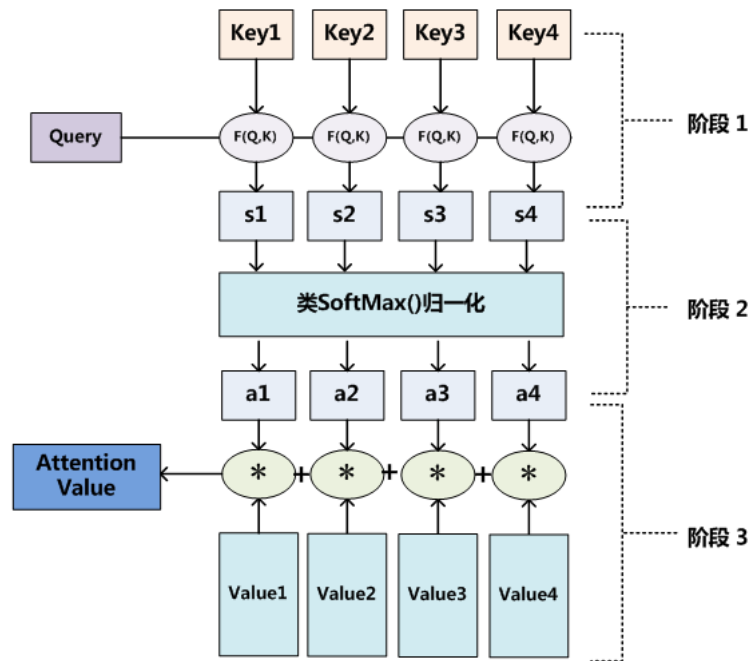 Key1
Key2
Key3
Key4
Query
F(Q,K)
F(Q,K)
F(Q,K)
F(Q,K)
阶段 1
s1
s2
s3
s4
类SoftMax()归一化
阶段 2
a1
a2
a3
a4
Attention
Value
*
+
*
+
*
+
*
阶段 3
Value1
Value2
Value3
Value4